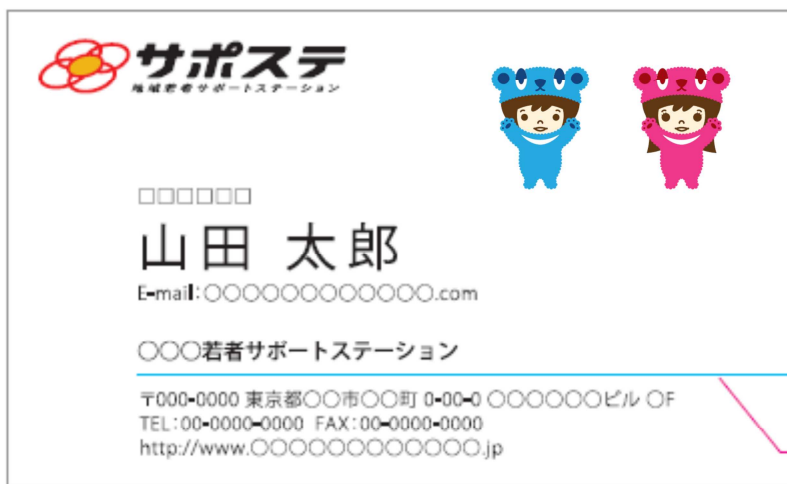 サポステ
地域若者サポートステーション
□□□□□□
山田 太郎
E-mail:○○○○○○○○○○○○.com
○○○若者サポートステーション
〒000-0000 東京都○○市○○町 0-00-0 ○○○○○○ビル ○F
TEL:00-0000-0000 FAX:00-0000-0000
http://www.○○○○○○○○○○○○.jp